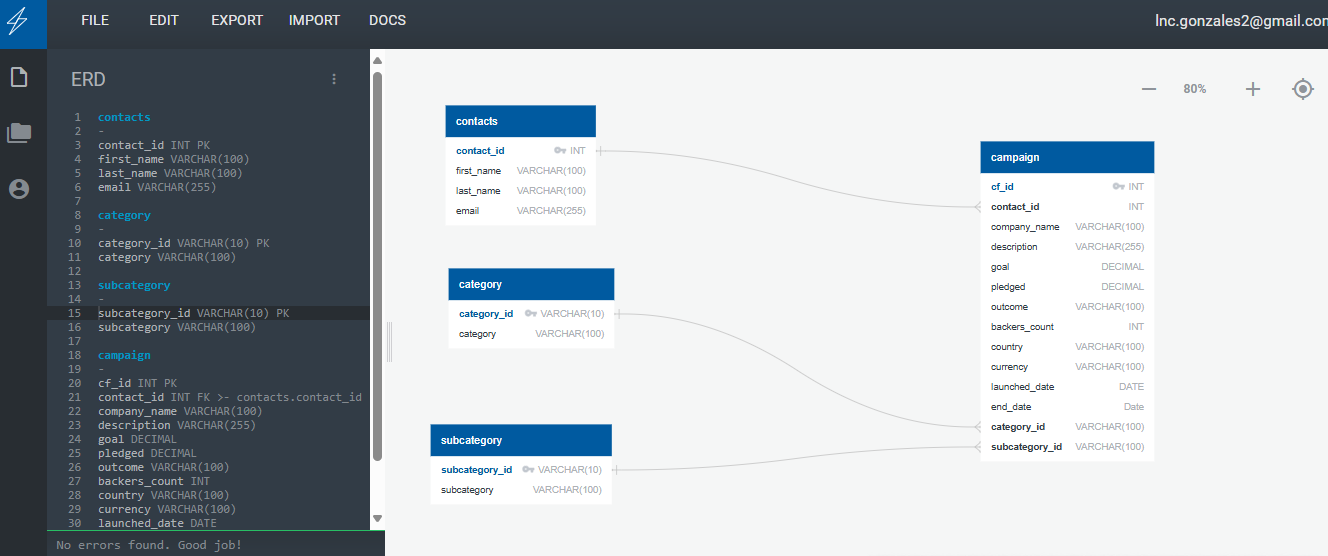 FILE EDIT EXPORT IMPORT DOCS lnc.gonzales2@gmail.com
ERD
80%
1 contacts
2 -
3 contact_id INT PK
4 first_name VARCHAR(100)
5 last_name VARCHAR(100)
6 email VARCHAR(255)
7
8 category
9 -
10 category_id VARCHAR(10) PK
11 category VARCHAR(100)
12
13 subcategory
14 -
15 subcategory_id VARCHAR(10) PK
16 subcategory VARCHAR(100)
17
18 campaign
19 -
20 cf_id INT PK
21 contact_id INT FK >- contacts.contact_id
22 company_name VARCHAR(100)
23 description VARCHAR(255)
24 goal DECIMAL
25 pledged DECIMAL
26 outcome VARCHAR(100)
27 backers_count INT
28 country VARCHAR(100)
29 currency VARCHAR(100)
30 launched_date DATE
No errors found. Good job!
contacts
contact_id INT
first_name VARCHAR(100)
last_name VARCHAR(100)
email VARCHAR(255)
category
category_id VARCHAR(10)
category VARCHAR(100)
subcategory
subcategory_id VARCHAR(10)
subcategory VARCHAR(100)
campaign
cf_id INT
contact_id INT
company_name VARCHAR(100)
description VARCHAR(255)
goal DECIMAL
pledged DECIMAL
outcome VARCHAR(100)
backers_count INT
country VARCHAR(100)
currency VARCHAR(100)
launched_date DATE
end_date Date
category_id VARCHAR(100)
subcategory_id VARCHAR(100)